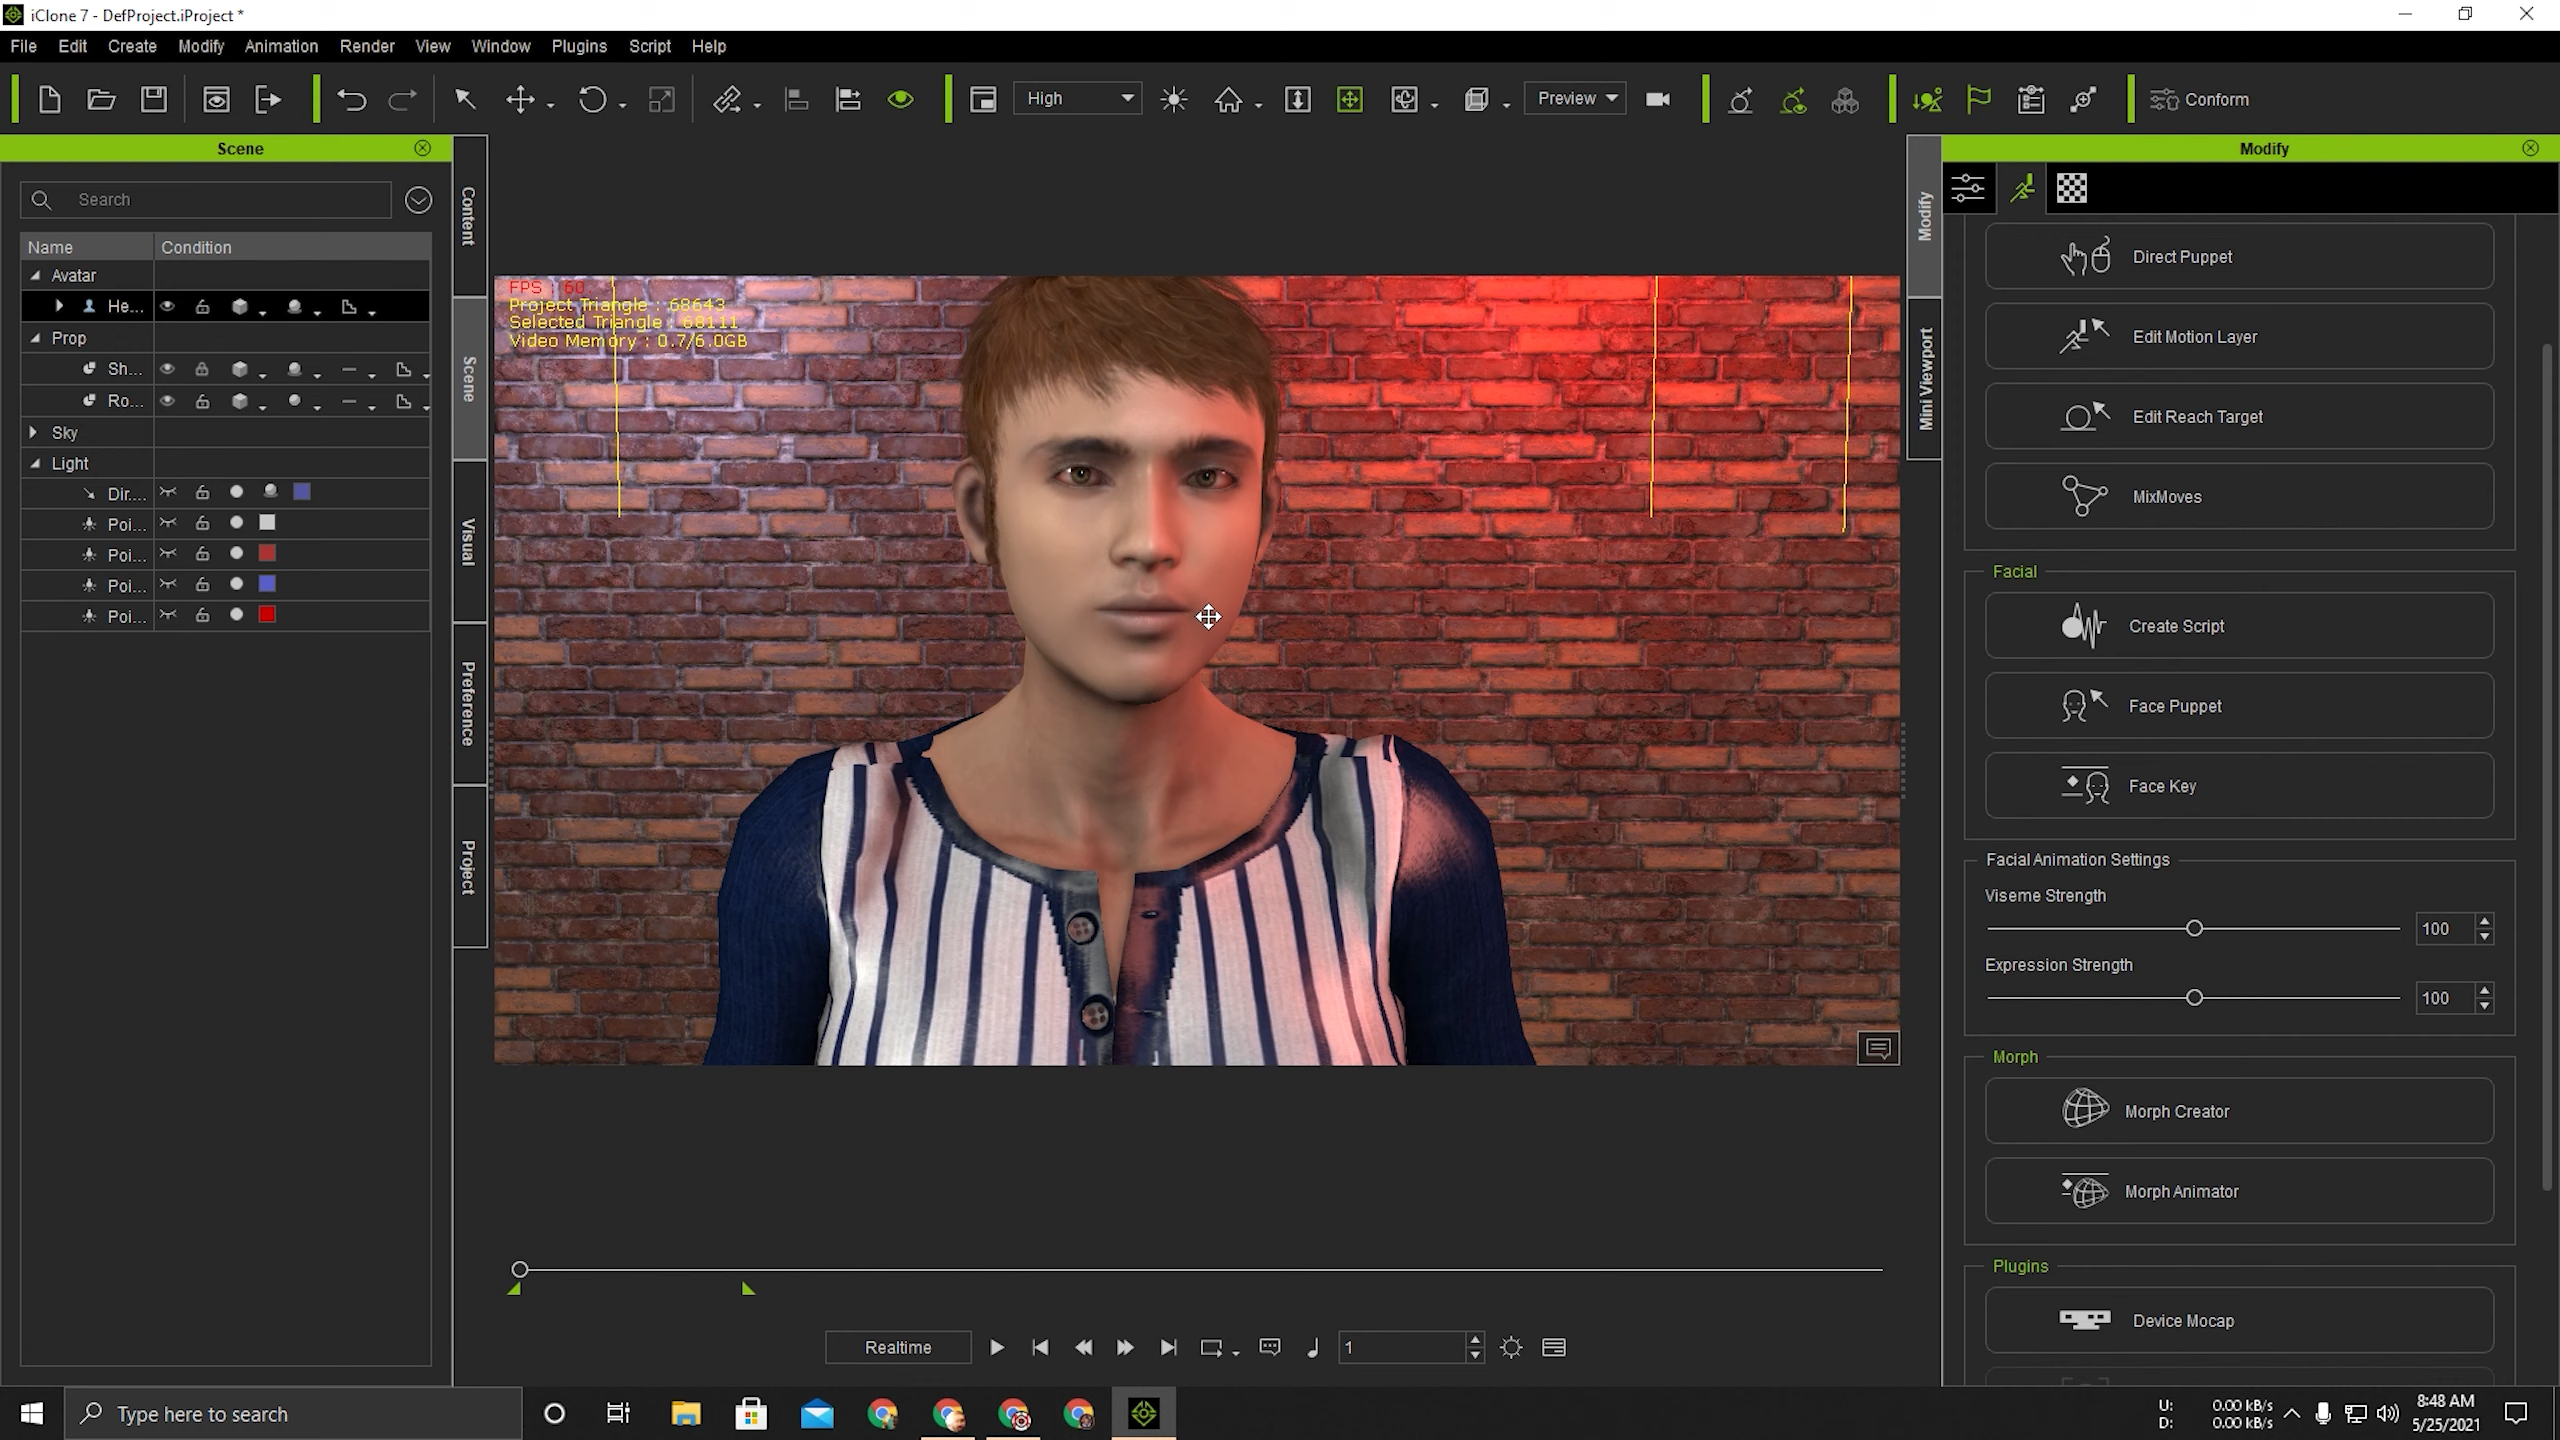 iClone 7 - DefProject.iProject *
File Edit Create Modify Animation Render View Window Plugins Script Help
High
Preview
Conform
Scene
Search
Name Condition
Avatar
He...
Prop
Sh...
Ro...
Sky
Light
Dir....
Poi...
Poi...
Poi...
Poi...
Content
Scene
Visual
Preference
Project
FPS : 60
Project Triangle : 68643
Selected Triangle : 68111
Video Memory : 0.7/6.0GB
Realtime
1
Modify
Mini Viewport
Modify
Direct Puppet
Edit Motion Layer
Edit Reach Target
MixMoves
Facial
Create Script
Face Puppet
Face Key
Facial Animation Settings
Viseme Strength
100
Expression Strength
100
Morph
Morph Creator
Morph Animator
Plugins
Device Mocap
Type here to search
U: 0.00 kB/s
D: 0.00 kB/s
8:48 AM
5/25/2021